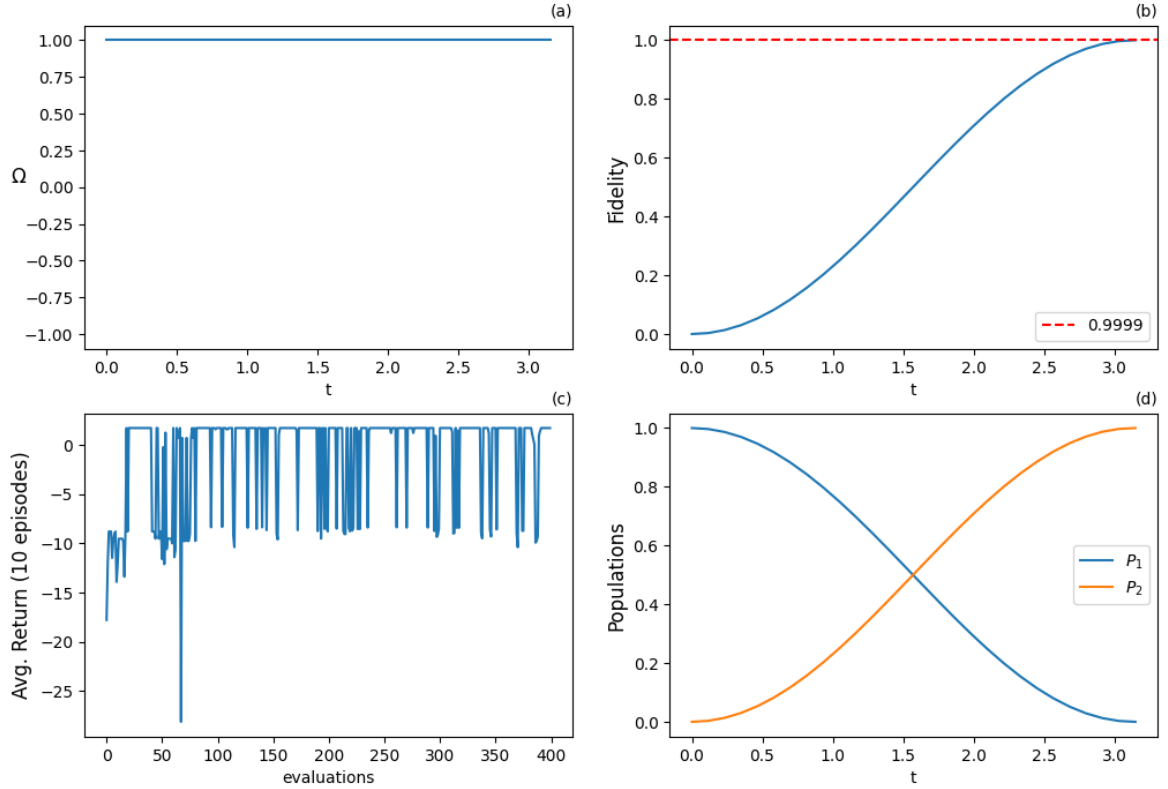 (a)
1.00
0.75
0.50
0.25
0.00
−0.25
−0.50
−0.75
−1.00
Ω
0.0 0.5 1.0 1.5 2.0 2.5 3.0
t
(b)
1.0
0.8
0.6
0.4
0.2
0.0
Fidelity
0.9999
0.0 0.5 1.0 1.5 2.0 2.5 3.0
t
(c)
0
−5
−10
−15
−20
−25
Avg. Return (10 episodes)
0 50 100 150 200 250 300 350 400
evaluations
(d)
1.0
0.8
0.6
0.4
0.2
0.0
Populations
P₁
P₂
0.0 0.5 1.0 1.5 2.0 2.5 3.0
t